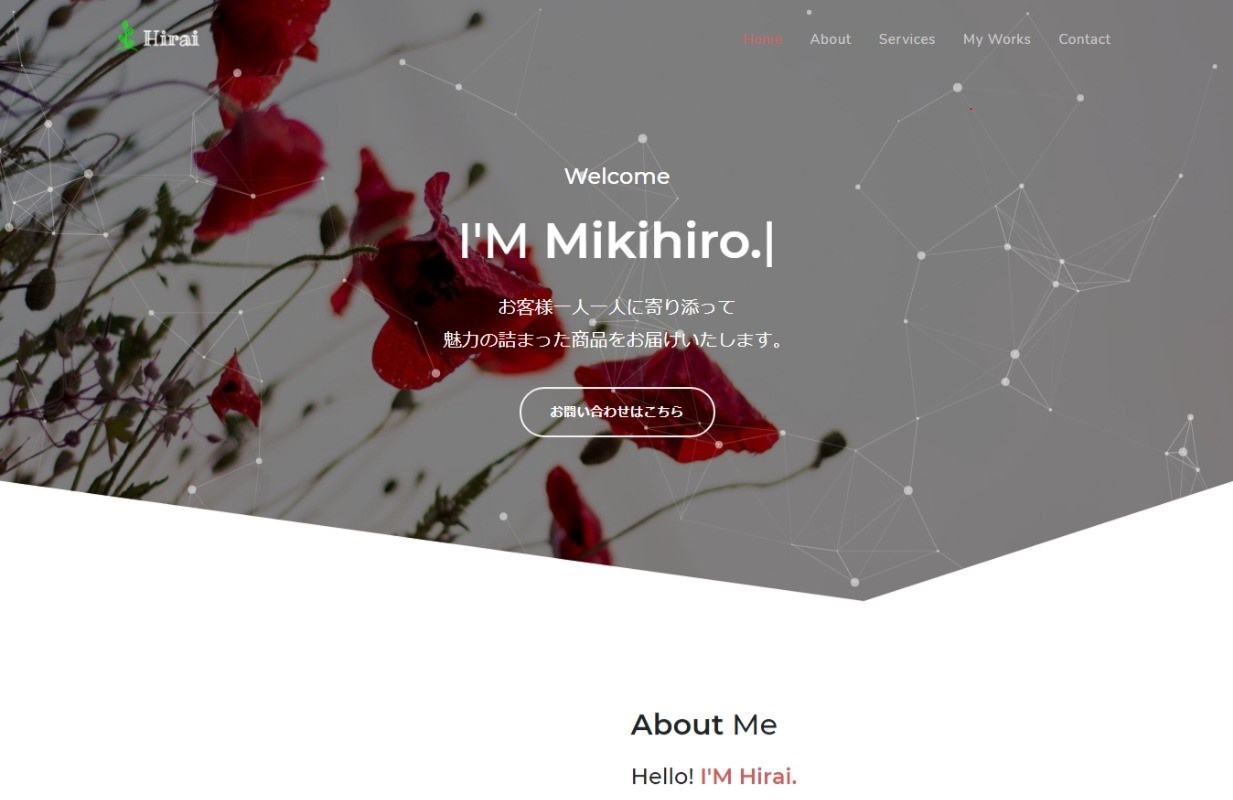 Hirai
Home About Services My Works Contact
Welcome
I'M Mikihiro.|
お客様一人一人に寄り添って
魅力の詰まった商品をお届けいたします。
お問い合わせはこちら
About Me
Hello! I'M Hirai.